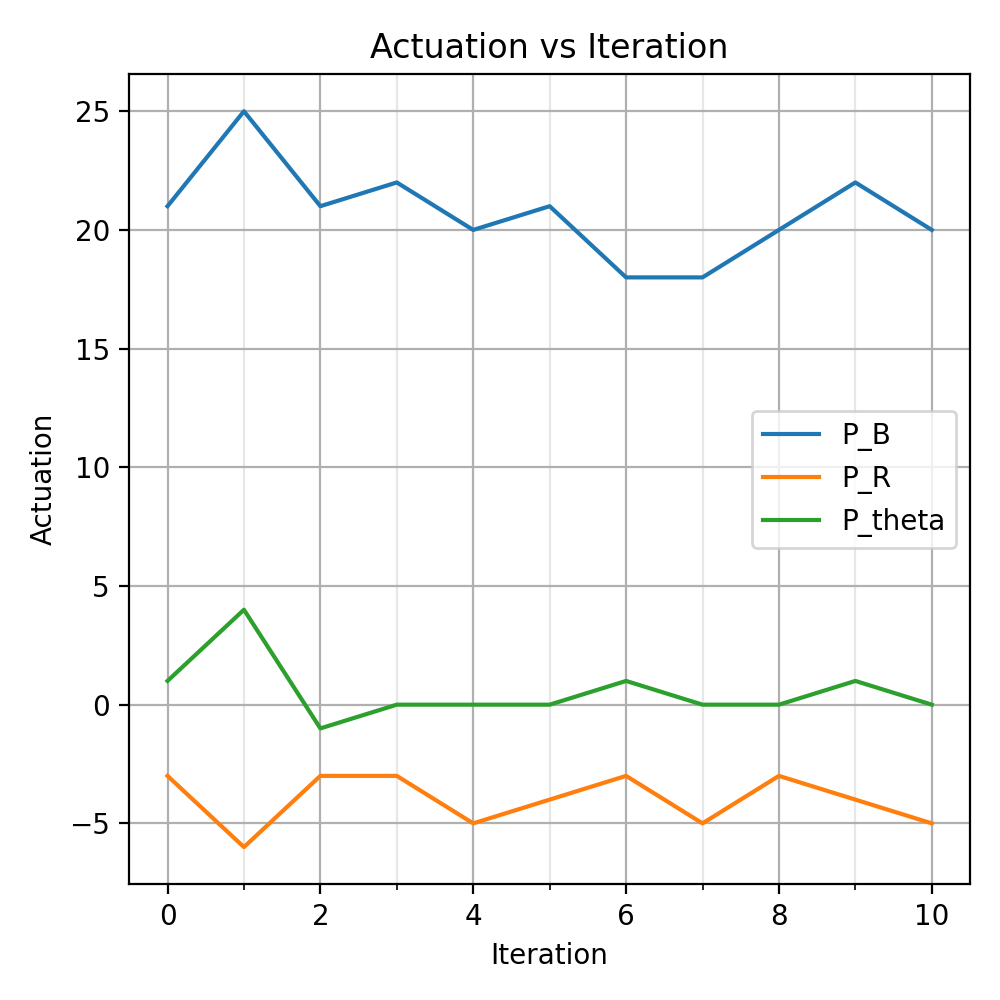 Actuation vs Iteration
25
20
15
10
5
0
−5
Actuation
P_B
P_R
P_theta
0 2 4 6 8 10
Iteration